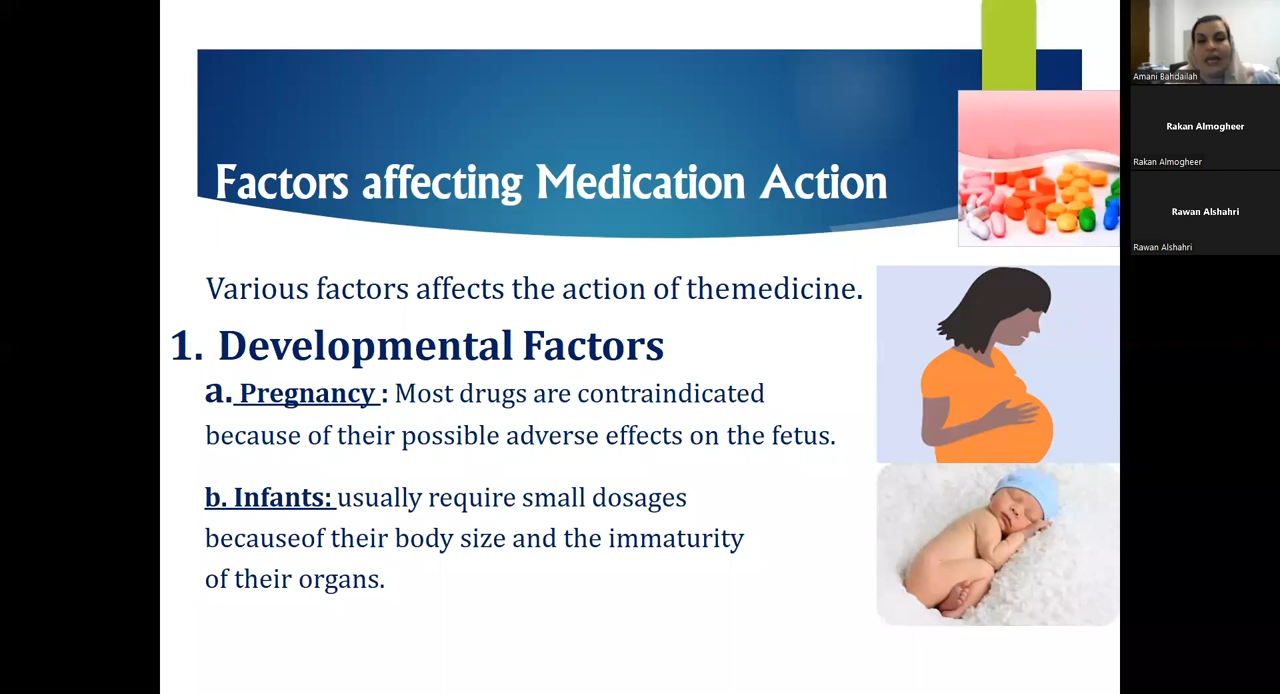 Factors affecting Medication Action
Various factors affects the action of themedicine.
1. Developmental Factors
a. Pregnancy : Most drugs are contraindicated
because of their possible adverse effects on the fetus.
b. Infants: usually require small dosages
becauseof their body size and the immaturity
of their organs.
Amani Bahdailah
Rakan Almogheer
Rakan Almogheer
Rawan Alshahri
Rawan Alshahri